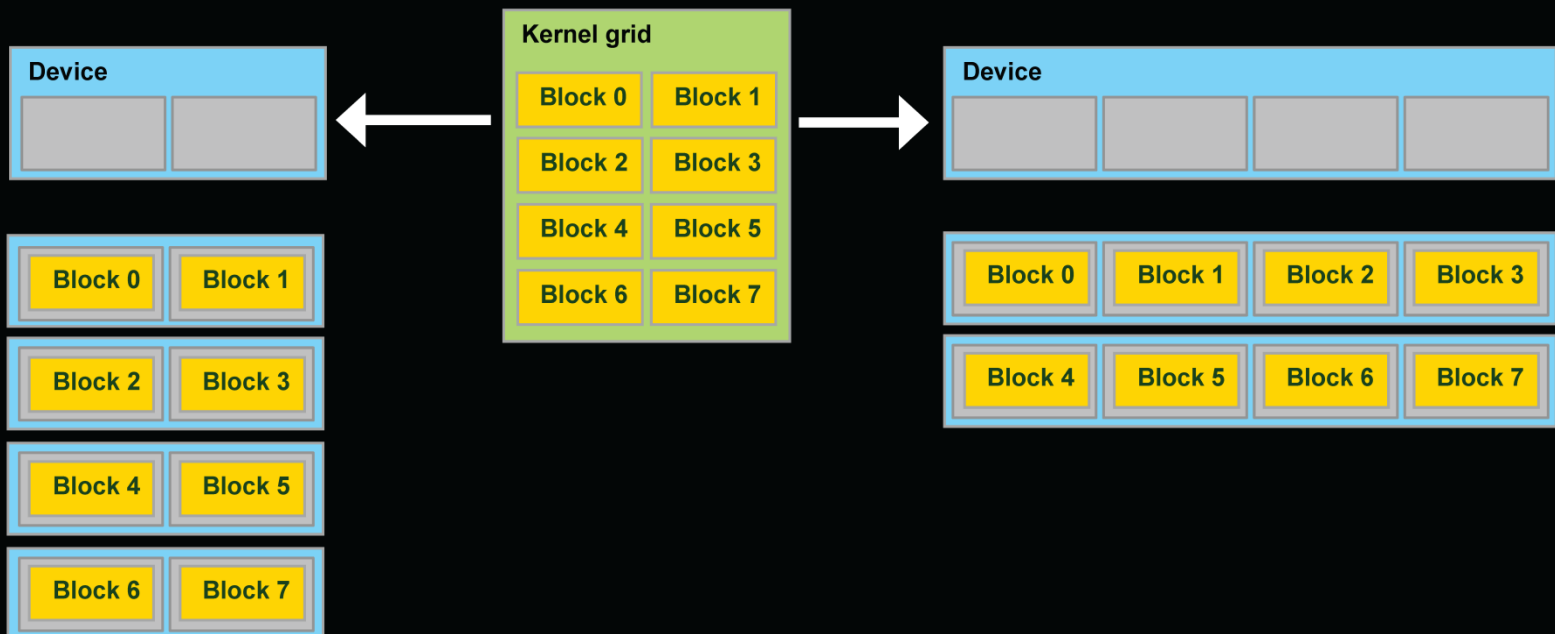 Kernel grid
Block 0 Block 1
Block 2 Block 3
Block 4 Block 5
Block 6 Block 7
Device
Block 0 Block 1
Block 2 Block 3
Block 4 Block 5
Block 6 Block 7
Device
Block 0 Block 1 Block 2 Block 3
Block 4 Block 5 Block 6 Block 7